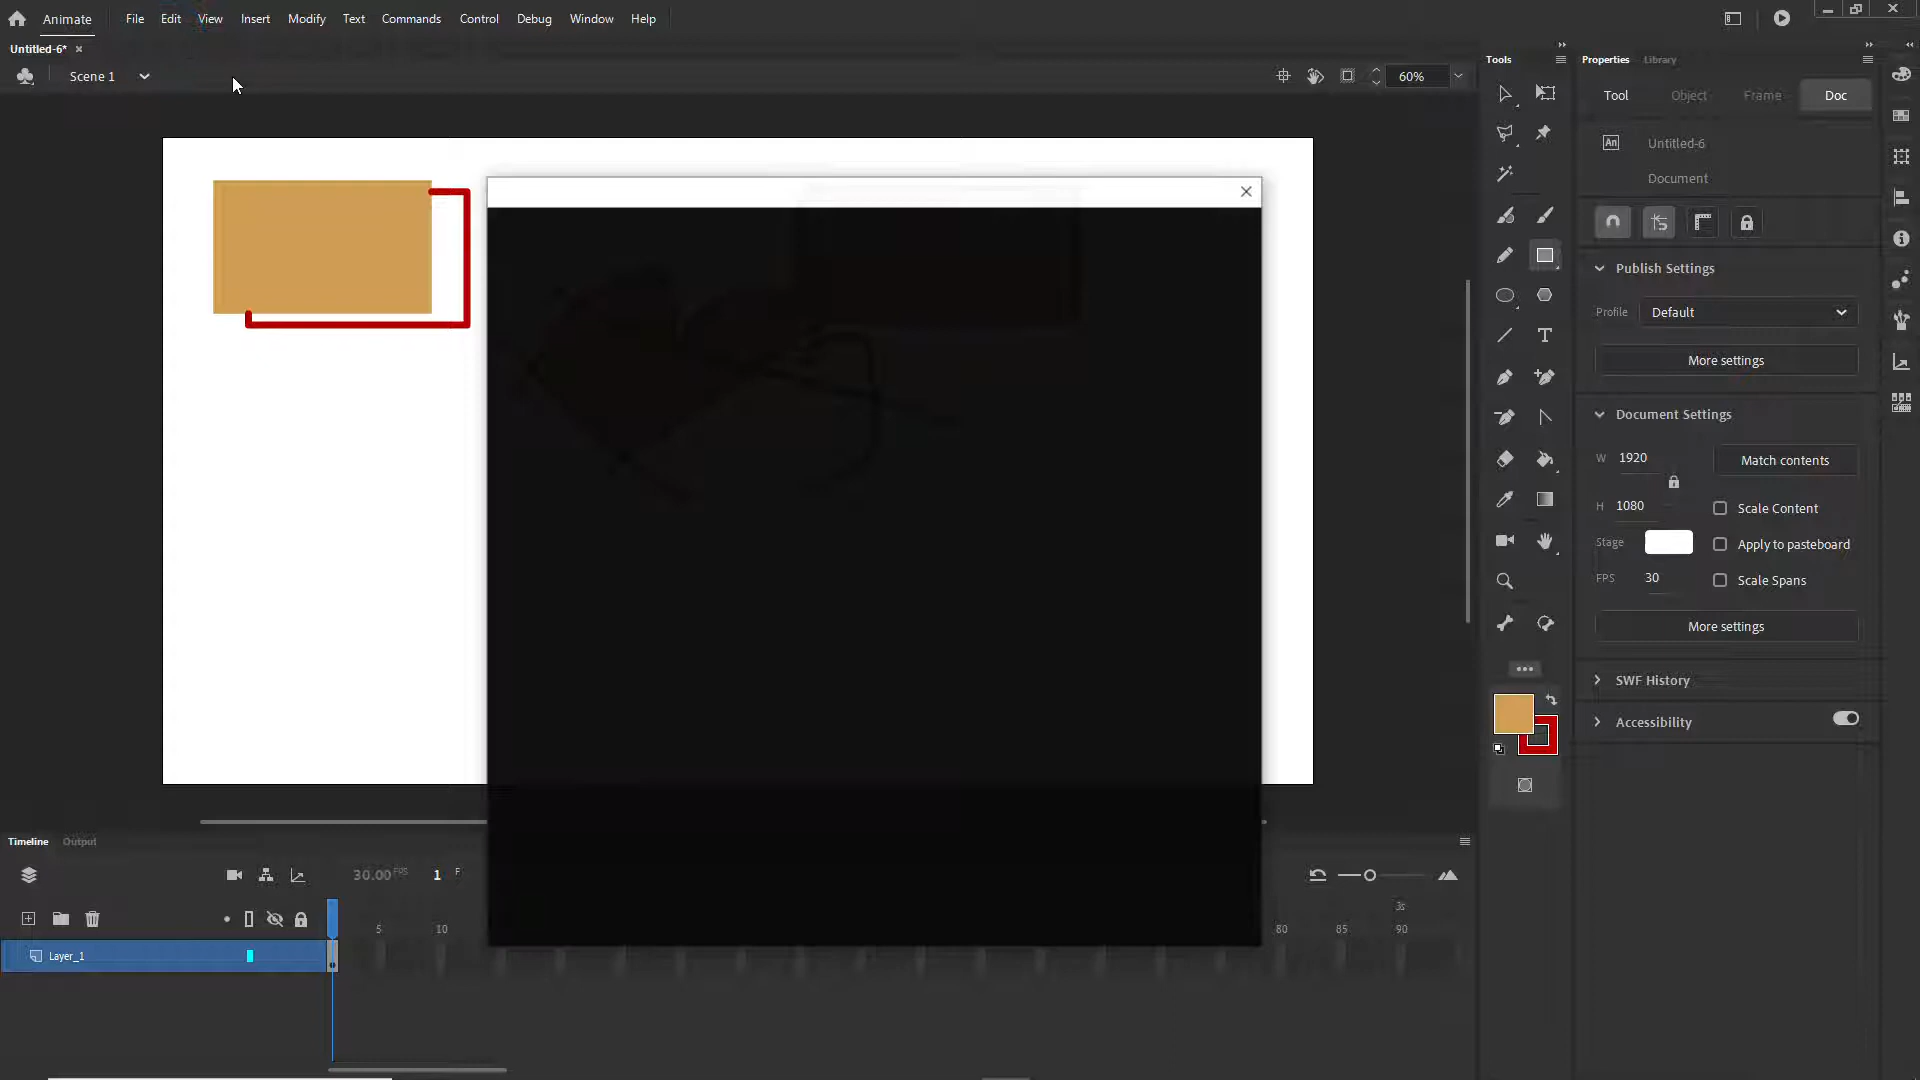 Animate File Edit View Insert Modify Text Commands Control Debug Window Help
Untitled-6*
Scene 1 60%
Tools
Properties Library
Tool Object Frame Doc
An Untitled-6
Document
Publish Settings
Profile Default
More settings
Document Settings
W 1920 Match contents
H 1080 Scale Content
Stage Apply to pasteboard
FPS 30 Scale Spans
More settings
SWF History
Accessibility
Timeline Output
30.00 FPS 1 F
3s
5 10 80 85 90
Layer_1